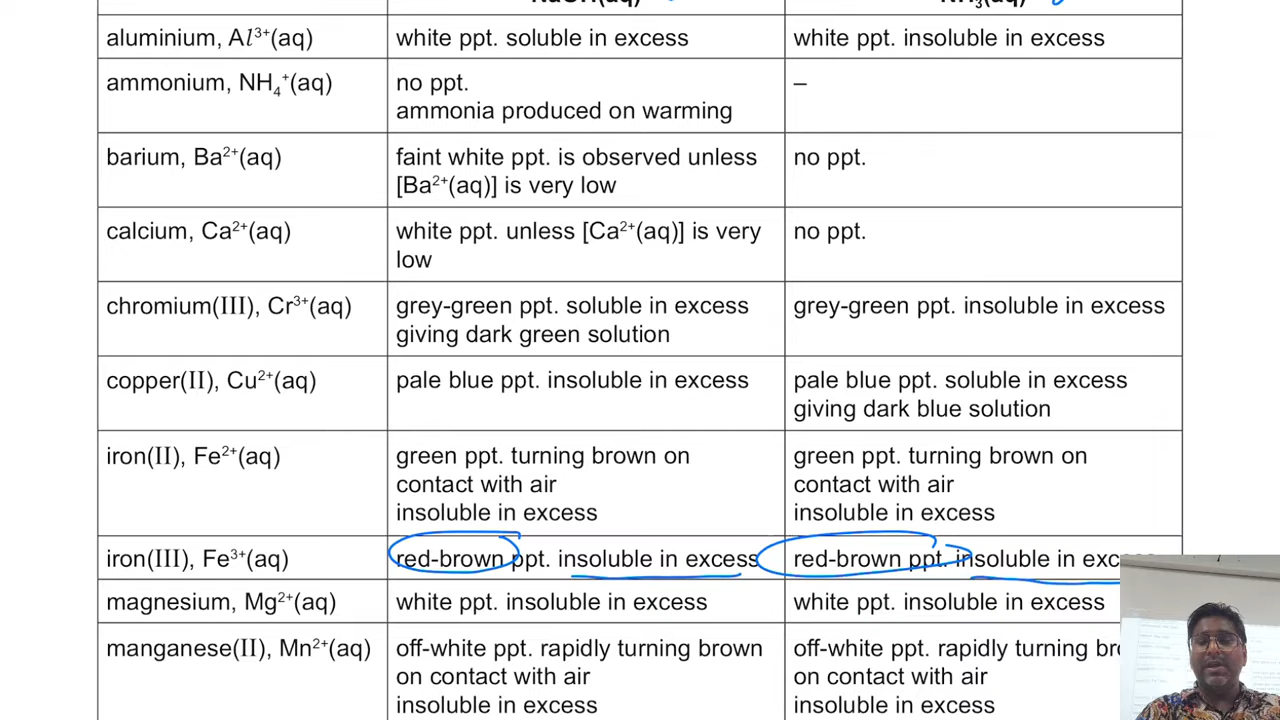 NaOH(aq) NH₃(aq)
aluminium, Al³⁺(aq) white ppt. soluble in excess white ppt. insoluble in excess
ammonium, NH₄⁺(aq) no ppt. –
ammonia produced on warming
barium, Ba²⁺(aq) faint white ppt. is observed unless no ppt.
[Ba²⁺(aq)] is very low
calcium, Ca²⁺(aq) white ppt. unless [Ca²⁺(aq)] is very no ppt.
low
chromium(III), Cr³⁺(aq) grey-green ppt. soluble in excess grey-green ppt. insoluble in excess
giving dark green solution
copper(II), Cu²⁺(aq) pale blue ppt. insoluble in excess pale blue ppt. soluble in excess
giving dark blue solution
iron(II), Fe²⁺(aq) green ppt. turning brown on green ppt. turning brown on
contact with air contact with air
insoluble in excess insoluble in excess
iron(III), Fe³⁺(aq) red-brown ppt. insoluble in excess red-brown ppt. insoluble in exc
magnesium, Mg²⁺(aq) white ppt. insoluble in excess white ppt. insoluble in excess
manganese(II), Mn²⁺(aq) off-white ppt. rapidly turning brown off-white ppt. rapidly turning br
on contact with air on contact with air
insoluble in excess insoluble in excess